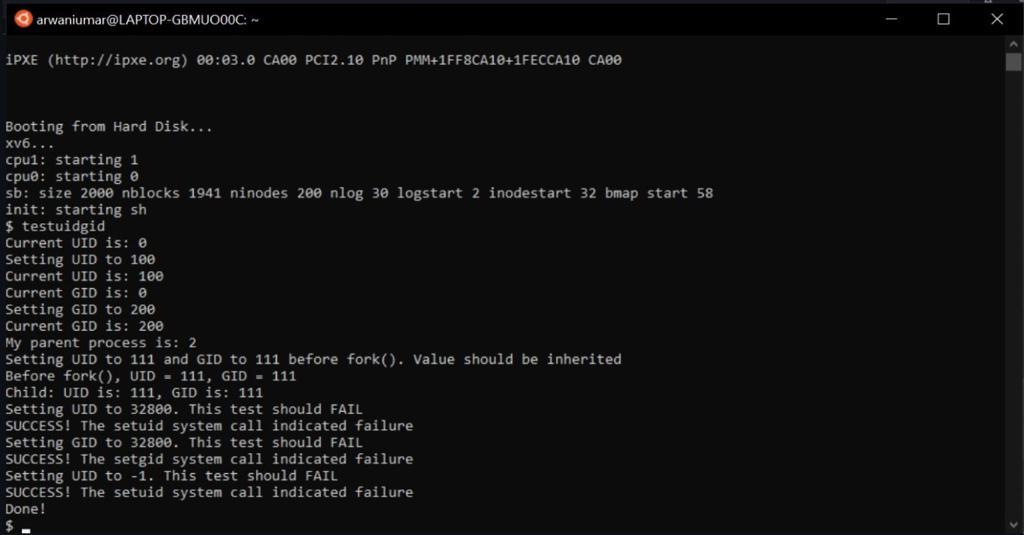 arwaniumar@LAPTOP-GBMUO00C: ~
iPXE (http://ipxe.org) 00:03.0 CA00 PCI2.10 PnP PMM+1FF8CA10+1FECCA10 CA00
Booting from Hard Disk...
xv6...
cpu1: starting 1
cpu0: starting 0
sb: size 2000 nblocks 1941 ninodes 200 nlog 30 logstart 2 inodestart 32 bmap start 58
init: starting sh
$ testuidgid
Current UID is: 0
Setting UID to 100
Current UID is: 100
Current GID is: 0
Setting GID to 200
Current GID is: 200
My parent process is: 2
Setting UID to 111 and GID to 111 before fork(). Value should be inherited
Before fork(), UID = 111, GID = 111
Child: UID is: 111, GID is: 111
Setting UID to 32800. This test should FAIL
SUCCESS! The setuid system call indicated failure
Setting GID to 32800. This test should FAIL
SUCCESS! The setgid system call indicated failure
Setting UID to -1. This test should FAIL
SUCCESS! The setuid system call indicated failure
Done!
$